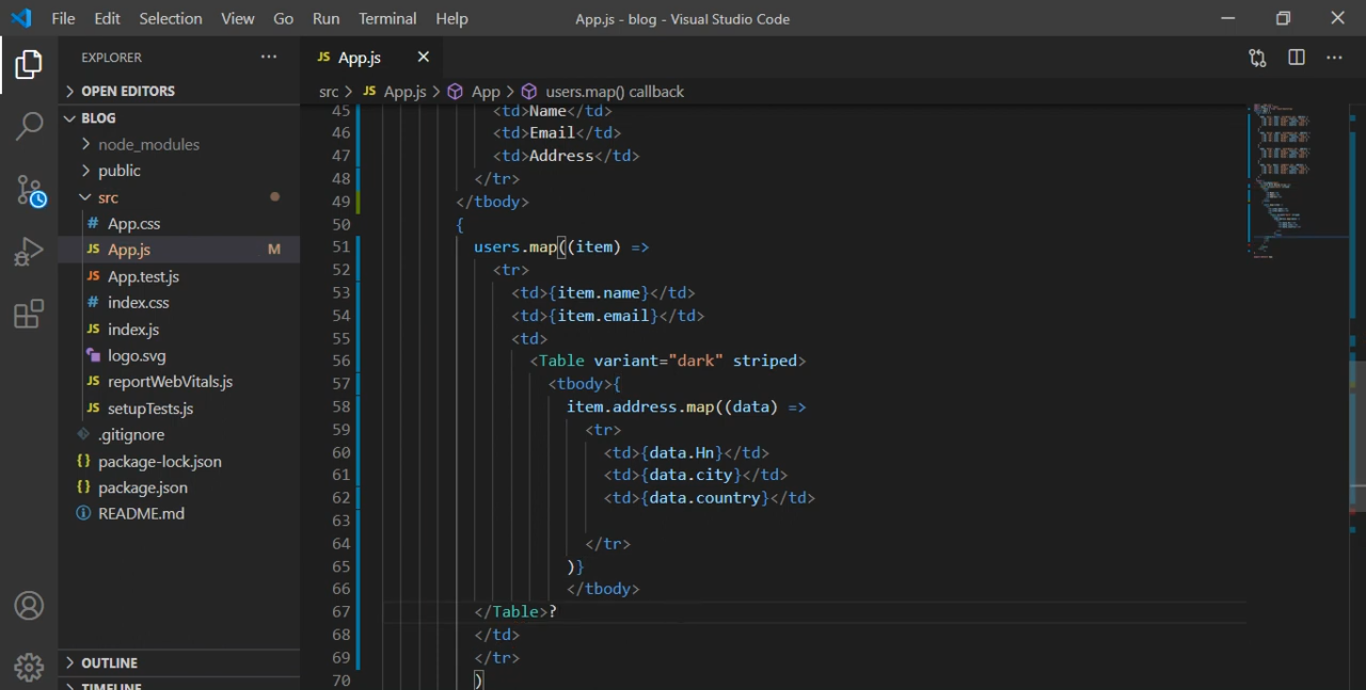 File Edit Selection View Go Run Terminal Help App.js - blog - Visual Studio Code
EXPLORER ···
OPEN EDITORS
BLOG
node_modules
public
src
# App.css
JS App.js M
JS App.test.js
# index.css
JS index.js
logo.svg
JS reportWebVitals.js
JS setupTests.js
.gitignore
{} package-lock.json
{} package.json
README.md
OUTLINE
TIMELINE
JS App.js
src > JS App.js > App > users.map() callback
45 <td>Name</td>
46 <td>Email</td>
47 <td>Address</td>
48 </tr>
49 </tbody>
50 {
51 users.map((item) =>
52 <tr>
53 <td>{item.name}</td>
54 <td>{item.email}</td>
55 <td>
56 <Table variant="dark" striped>
57 <tbody>{
58 item.address.map((data) =>
59 <tr>
60 <td>{data.Hn}</td>
61 <td>{data.city}</td>
62 <td>{data.country}</td>
63
64 </tr>
65 )}
66 </tbody>
67 </Table>?
68 </td>
69 </tr>
70 )